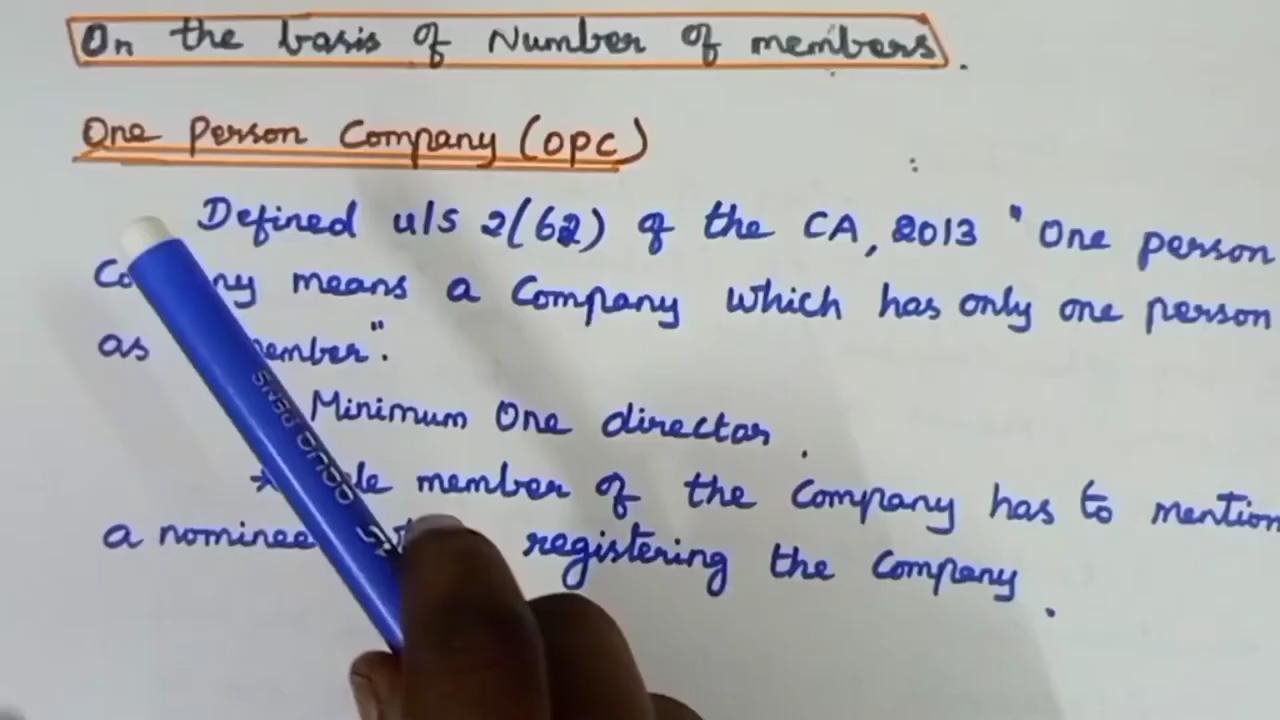 On the basis of Number of members.
One Person Company (OPC)
Defined u/s 2(62) of the CA, 2013 "One person
means a Company which has only one person
as
Minimum One director.
member of the Company has to mention
a nominee registering the Company.